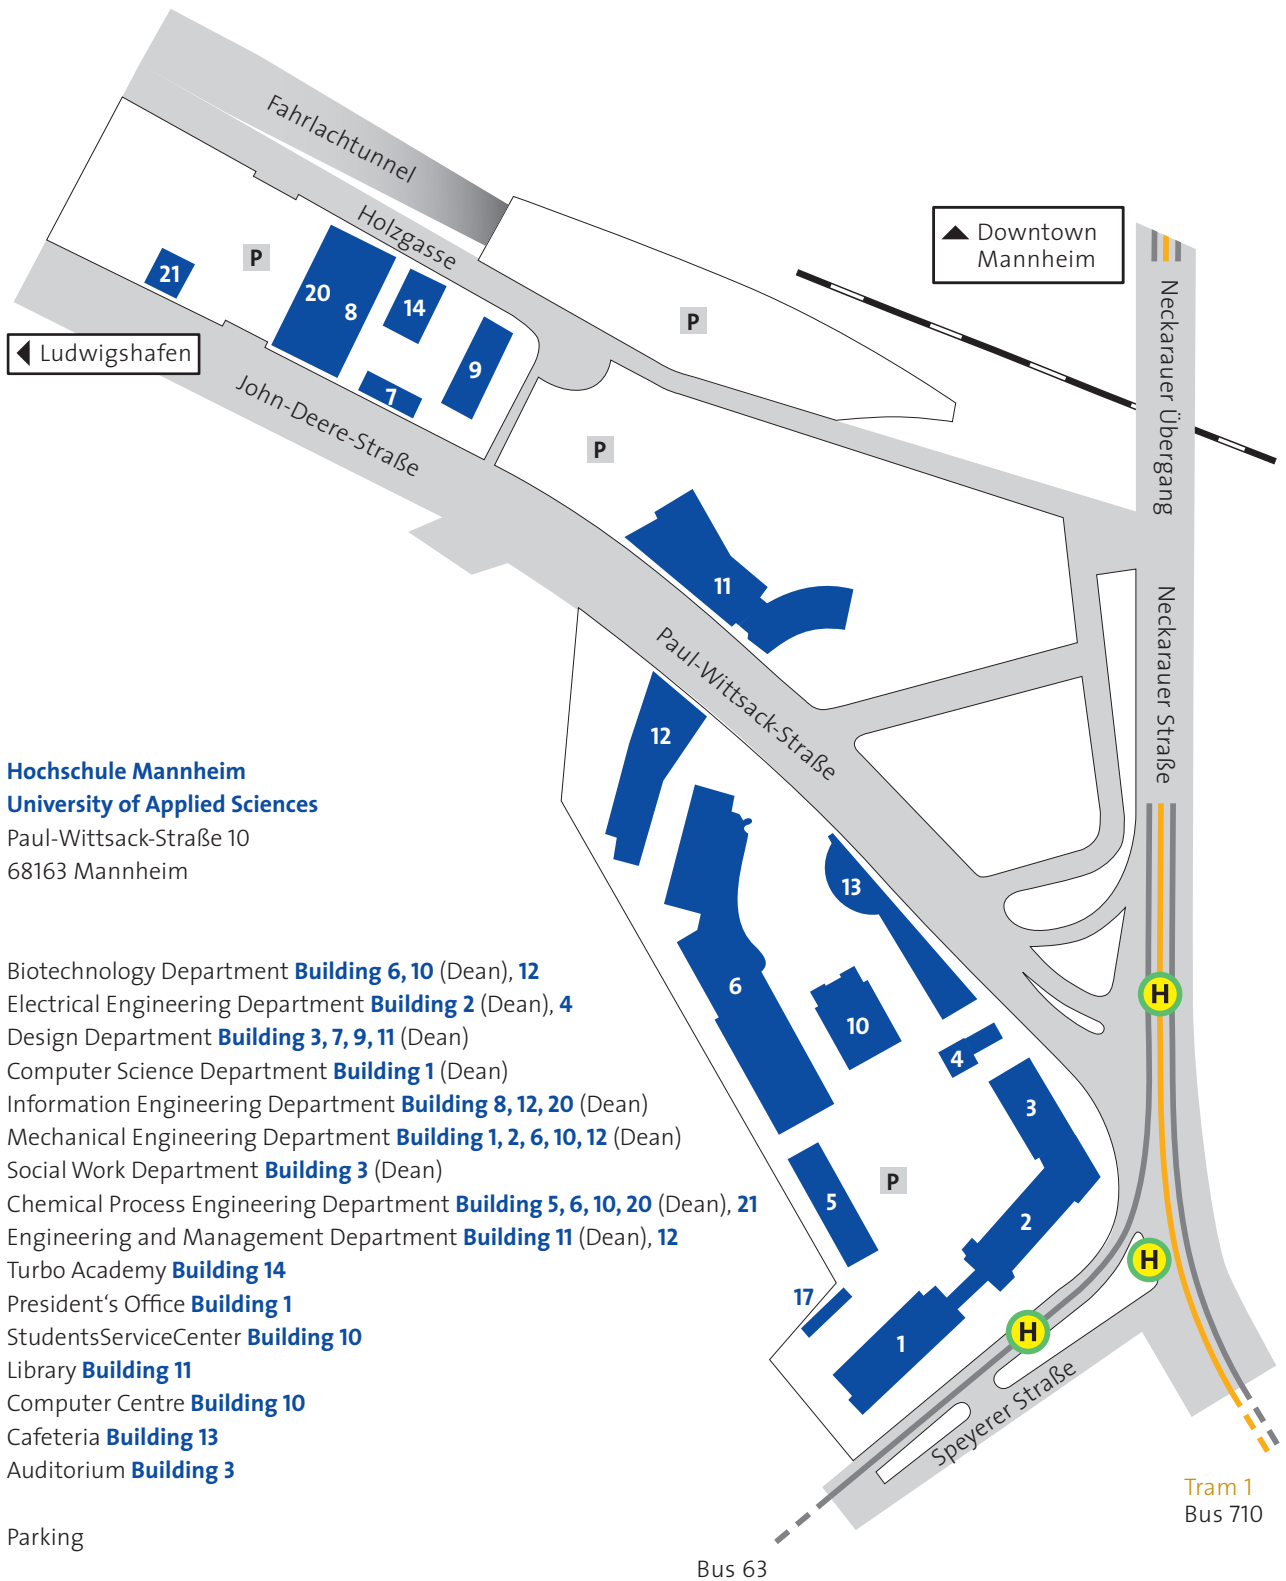 Fahrlachtunnel
Holzgasse
Downtown
Mannheim
Neckarauer Übergang
P
21
20
8
14
P
Ludwigshafen
9
7
John-Deere-Straße
P
11
Neckarauer Straße
Paul-Wittsack-Straße
12
Hochschule Mannheim
University of Applied Sciences
Paul-Wittsack-Straße 10
68163 Mannheim
13
6
H
10
4
3
P
5
2
H
17
1
H
Speyerer Straße
Biotechnology Department Building 6, 10 (Dean), 12
Electrical Engineering Department Building 2 (Dean), 4
Design Department Building 3, 7, 9, 11 (Dean)
Computer Science Department Building 1 (Dean)
Information Engineering Department Building 8, 12, 20 (Dean)
Mechanical Engineering Department Building 1, 2, 6, 10, 12 (Dean)
Social Work Department Building 3 (Dean)
Chemical Process Engineering Department Building 5, 6, 10, 20 (Dean), 21
Engineering and Management Department Building 11 (Dean), 12
Turbo Academy Building 14
President‘s Office Building 1
StudentsServiceCenter Building 10
Library Building 11
Computer Centre Building 10
Cafeteria Building 13
Auditorium Building 3
Parking
Tram 1
Bus 710
Bus 63